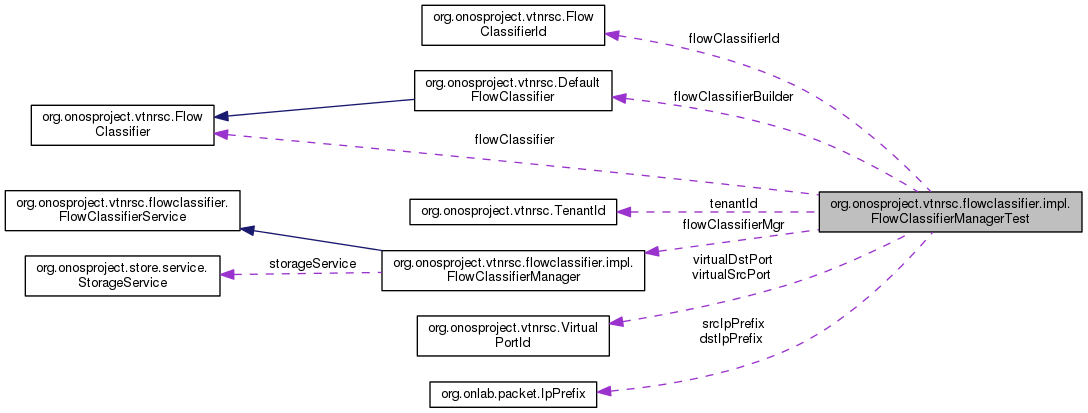 org.onosproject.vtnrsc.Flow
ClassifierId
flowClassifierId
org.onosproject.vtnrsc.Default
FlowClassifier
flowClassifierBuilder
org.onosproject.vtnrsc.Flow
Classifier
flowClassifier
org.onosproject.vtnrsc.flowclassifier.
FlowClassifierService
org.onosproject.vtnrsc.TenantId
tenantId
org.onosproject.vtnrsc.flowclassifier.impl.
FlowClassifierManagerTest
flowClassifierMgr
org.onosproject.store.service.
StorageService
storageService
org.onosproject.vtnrsc.flowclassifier.impl.
FlowClassifierManager
virtualDstPort
virtualSrcPort
org.onosproject.vtnrsc.Virtual
PortId
srcIpPrefix
dstIpPrefix
org.onlab.packet.IpPrefix